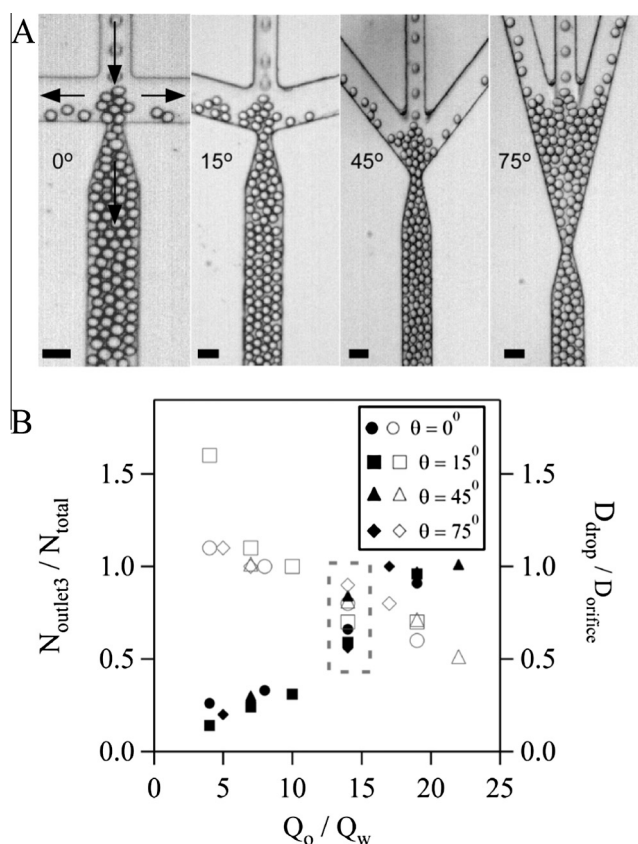 A
0°
15°
45°
75°
B
θ = 0⁰
θ = 15⁰
θ = 45⁰
θ = 75⁰
N_outlet3 / N_total
1.5
1.0
0.5
0.0
D_drop / D_orifice
1.5
1.0
0.5
0.0
0
5
10
15
20
25
Q_o / Q_w